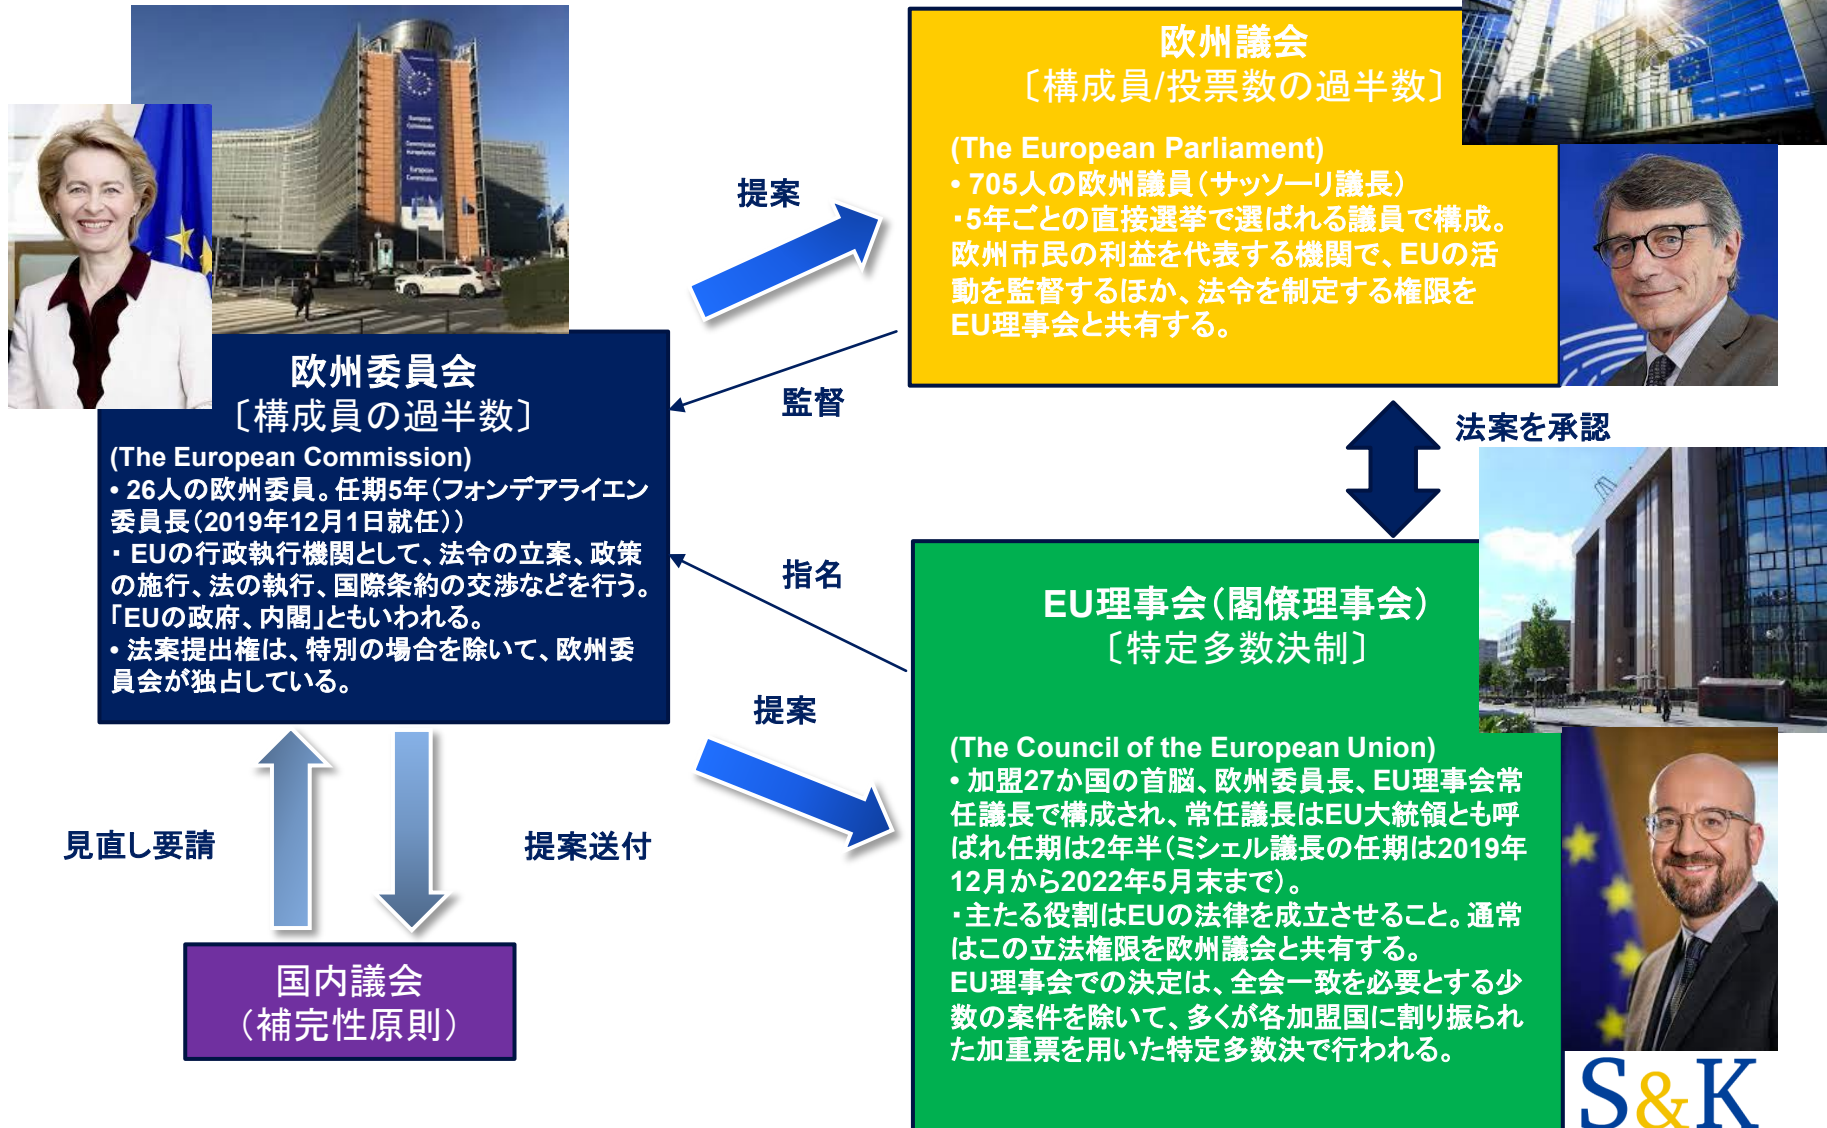 欧州議会
〔構成員/投票数の過半数〕
(The European Parliament)
• 705人の欧州議員（サッソーリ議長）
・5年ごとの直接選挙で選ばれる議員で構成。
欧州市民の利益を代表する機関で、EUの活
動を監督するほか、法令を制定する権限を
EU理事会と共有する。
提案
監督
欧州委員会
〔構成員の過半数〕
(The European Commission)
• 26人の欧州委員。任期5年（フォンデアライエン
委員長（2019年12月1日就任））
・ EUの行政執行機関として、法令の立案、政策
の施行、法の執行、国際条約の交渉などを行う。
「EUの政府、内閣」ともいわれる。
• 法案提出権は、特別の場合を除いて、欧州委
員会が独占している。
法案を承認
指名
提案
EU理事会（閣僚理事会）
〔特定多数決制〕
(The Council of the European Union)
• 加盟27か国の首脳、欧州委員長、EU理事会常
任議長で構成され、常任議長はEU大統領とも呼
ばれ任期は2年半（ミシェル議長の任期は2019年
12月から2022年5月末まで）。
・主たる役割はEUの法律を成立させること。通常
はこの立法権限を欧州議会と共有する。
EU理事会での決定は、全会一致を必要とする少
数の案件を除いて、多くが各加盟国に割り振られ
た加重票を用いた特定多数決で行われる。
見直し要請
提案送付
国内議会
（補完性原則）
European
Commission
Commission
européenne
European
Commission
S&K